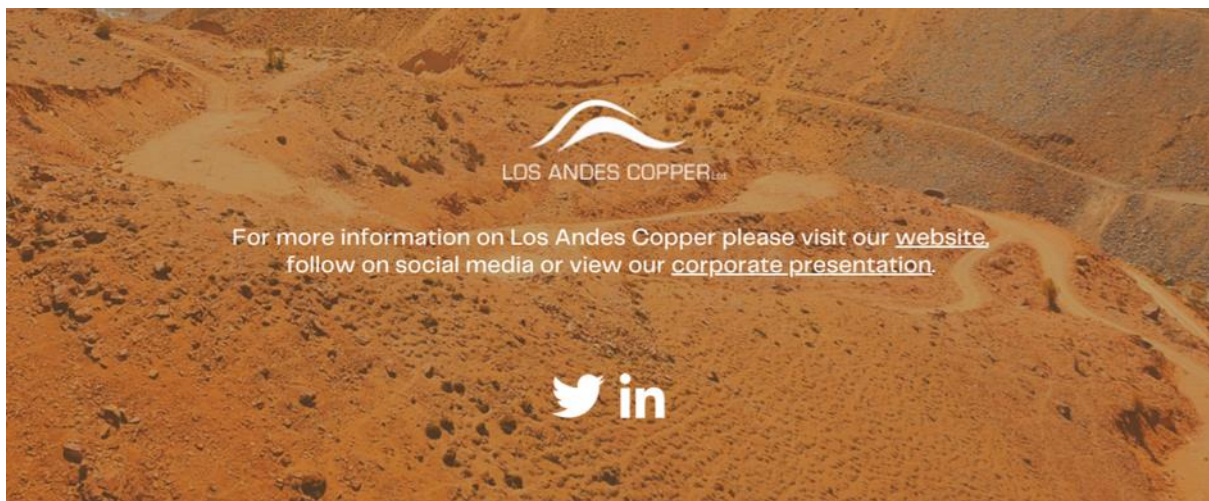 LOS ANDES COPPER Ltd.
For more information on Los Andes Copper please visit our website,
follow on social media or view our corporate presentation.
in